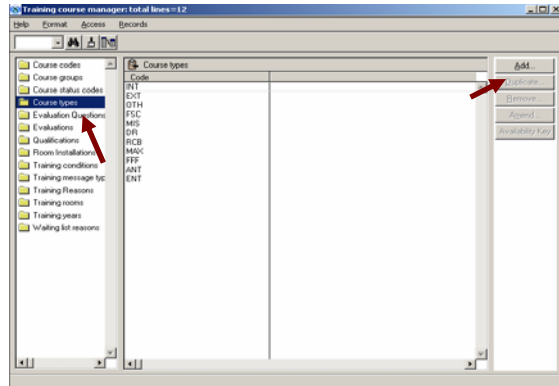 Training course manager: total lines=12
Help Format Access Records
Course codes
Course groups
Course status codes
Course types
Evaluation Questions
Evaluations
Qualifications
Room Installations
Training conditions
Training message typ
Training Reasons
Training rooms
Training years
Waiting list reasons
Course types
Code
INT
EXT
OTH
FSC
MIS
DR
RCB
MAX
FFF
ANT
ENT
Add...
Duplicate...
Remove...
Amend...
Availability Key